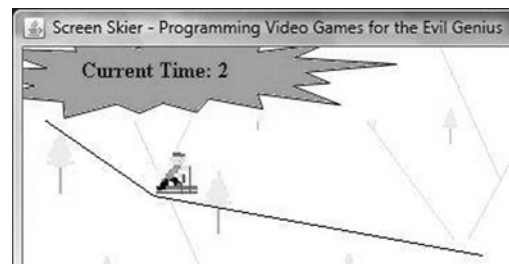 Screen Skier - Programming Video Games for the Evil Genius
Current Time: 2